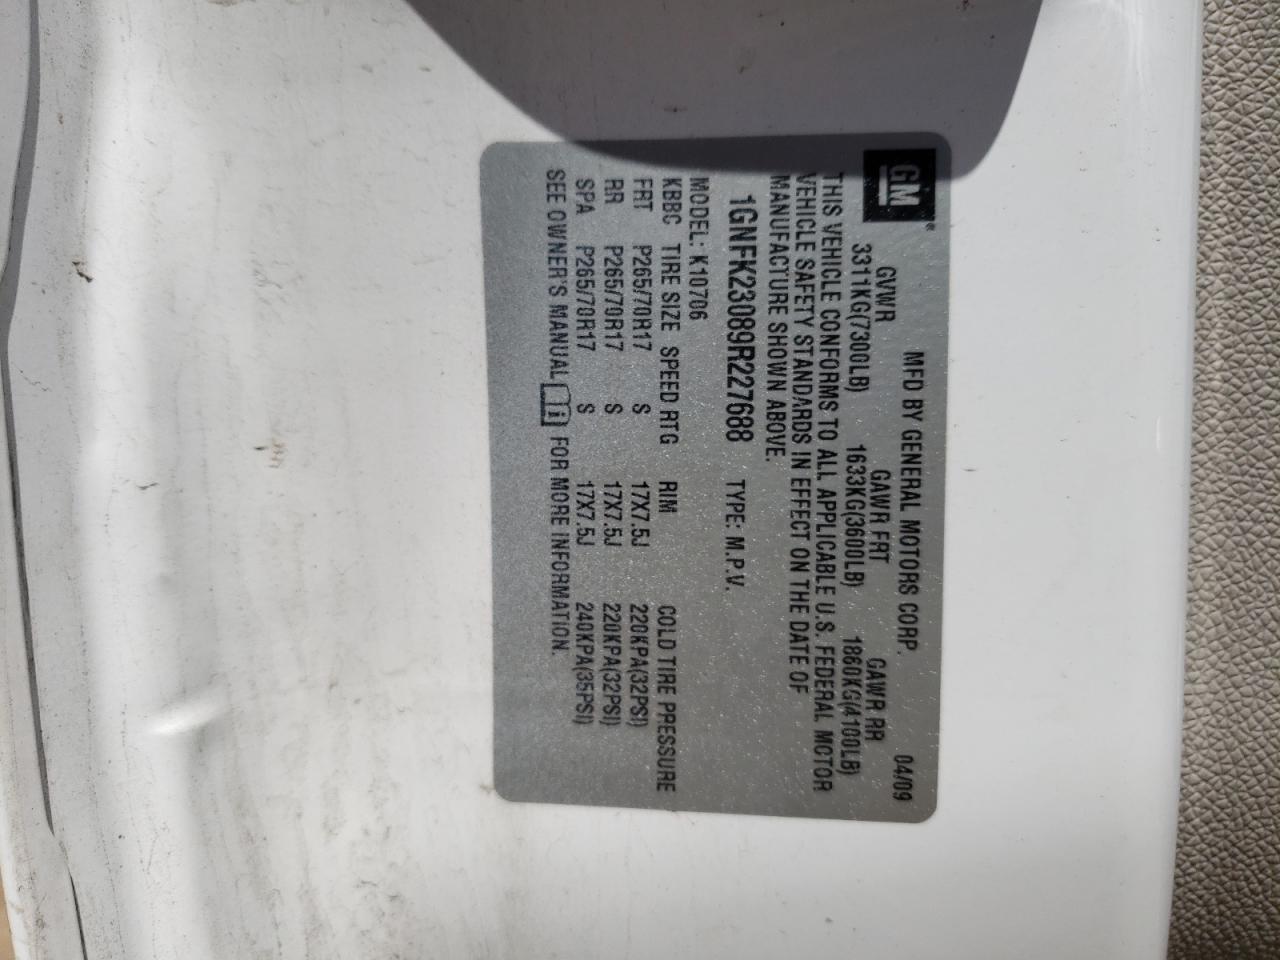 GM®
MFD BY GENERAL MOTORS CORP. 04/09
GVWR GAWR FRT GAWR RR
3311KG(7300LB) 1633KG(3600LB) 1860KG(4100LB)
THIS VEHICLE CONFORMS TO ALL APPLICABLE U.S. FEDERAL MOTOR
VEHICLE SAFETY STANDARDS IN EFFECT ON THE DATE OF
MANUFACTURE SHOWN ABOVE.
1GNFK23089R227688 TYPE: M.P.V.
MODEL: K10706
KBBC TIRE SIZE SPEED RTG RIM COLD TIRE PRESSURE
FRT P265/70R17 S 17X7.5J 220KPA(32PSI)
RR P265/70R17 S 17X7.5J 220KPA(32PSI)
SPA P265/70R17 S 17X7.5J 240KPA(35PSI)
SEE OWNER'S MANUAL FOR MORE INFORMATION.